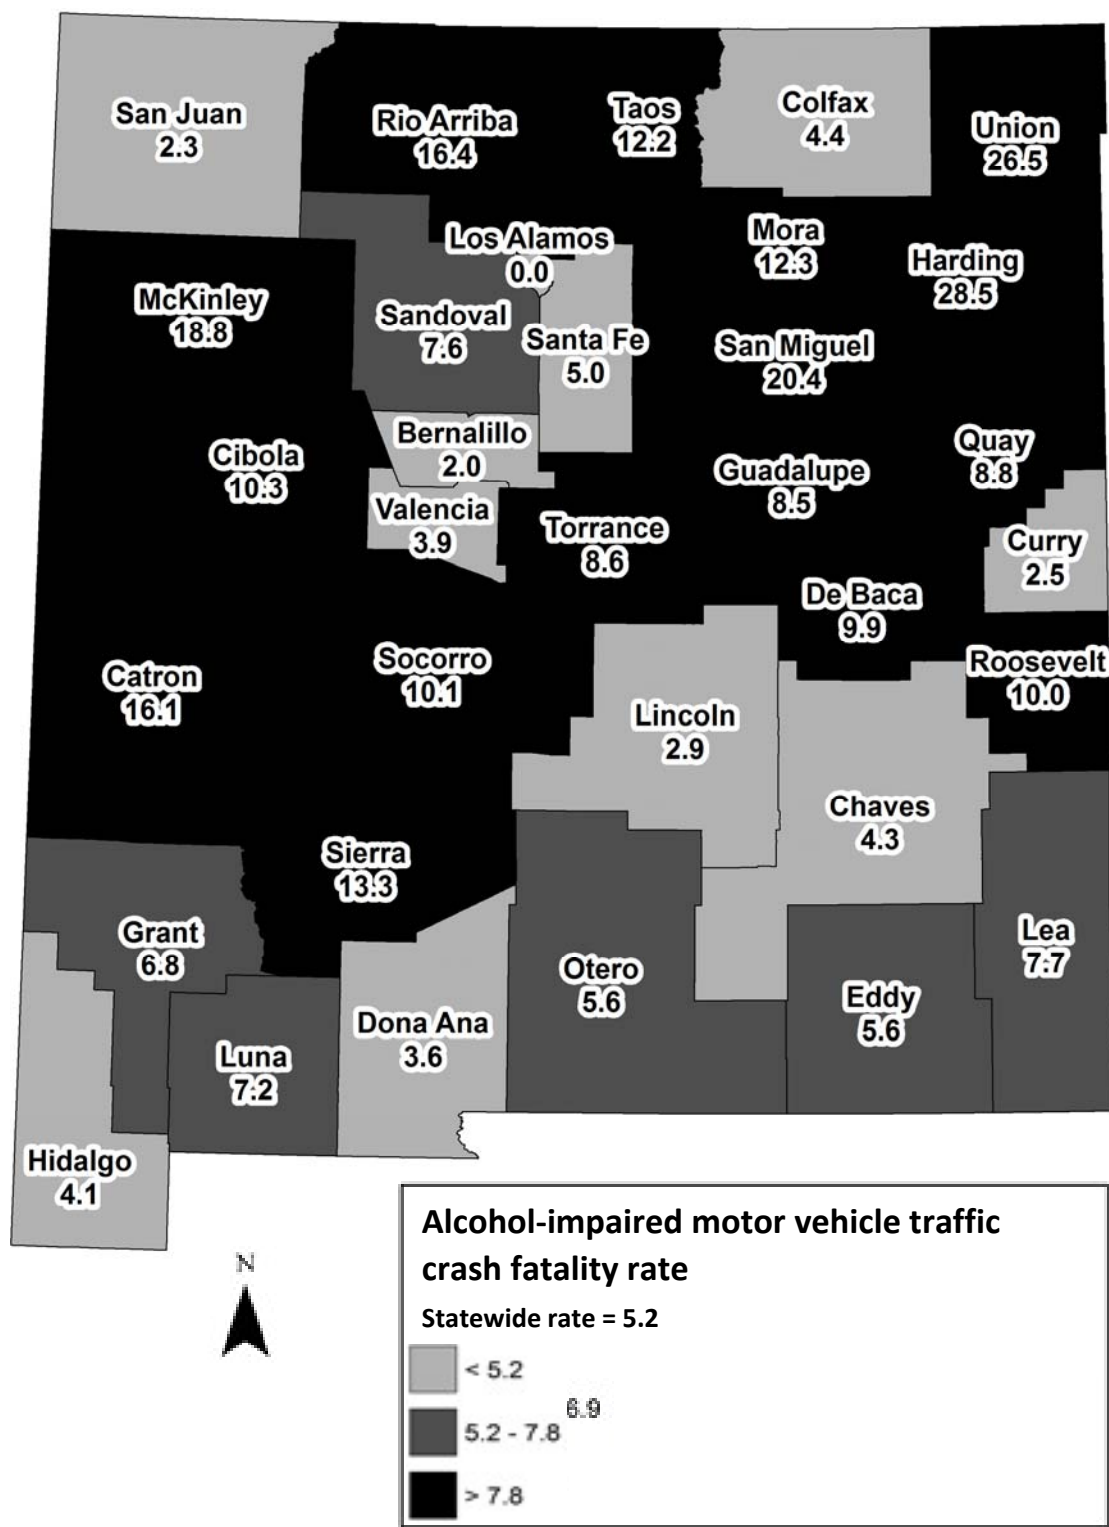 San Juan
2.3
Rio Arriba
16.4
Taos
12.2
Colfax
4.4
Union
26.5
Los Alamos
0.0
Mora
12.3
Harding
28.5
McKinley
18.8
Sandoval
7.6
Santa Fe
5.0
San Miguel
20.4
Cibola
10.3
Bernalillo
2.0
Guadalupe
8.5
Quay
8.8
Valencia
3.9
Torrance
8.6
Curry
2.5
De Baca
9.9
Catron
16.1
Socorro
10.1
Roosevelt
10.0
Lincoln
2.9
Chaves
4.3
Sierra
13.3
Grant
6.8
Otero
5.6
Lea
7.7
Eddy
5.6
Dona Ana
3.6
Luna
7.2
Hidalgo
4.1
N
Alcohol-impaired motor vehicle traffic
crash fatality rate
Statewide rate = 5.2
< 5.2
6.9
5.2 - 7.8
> 7.8